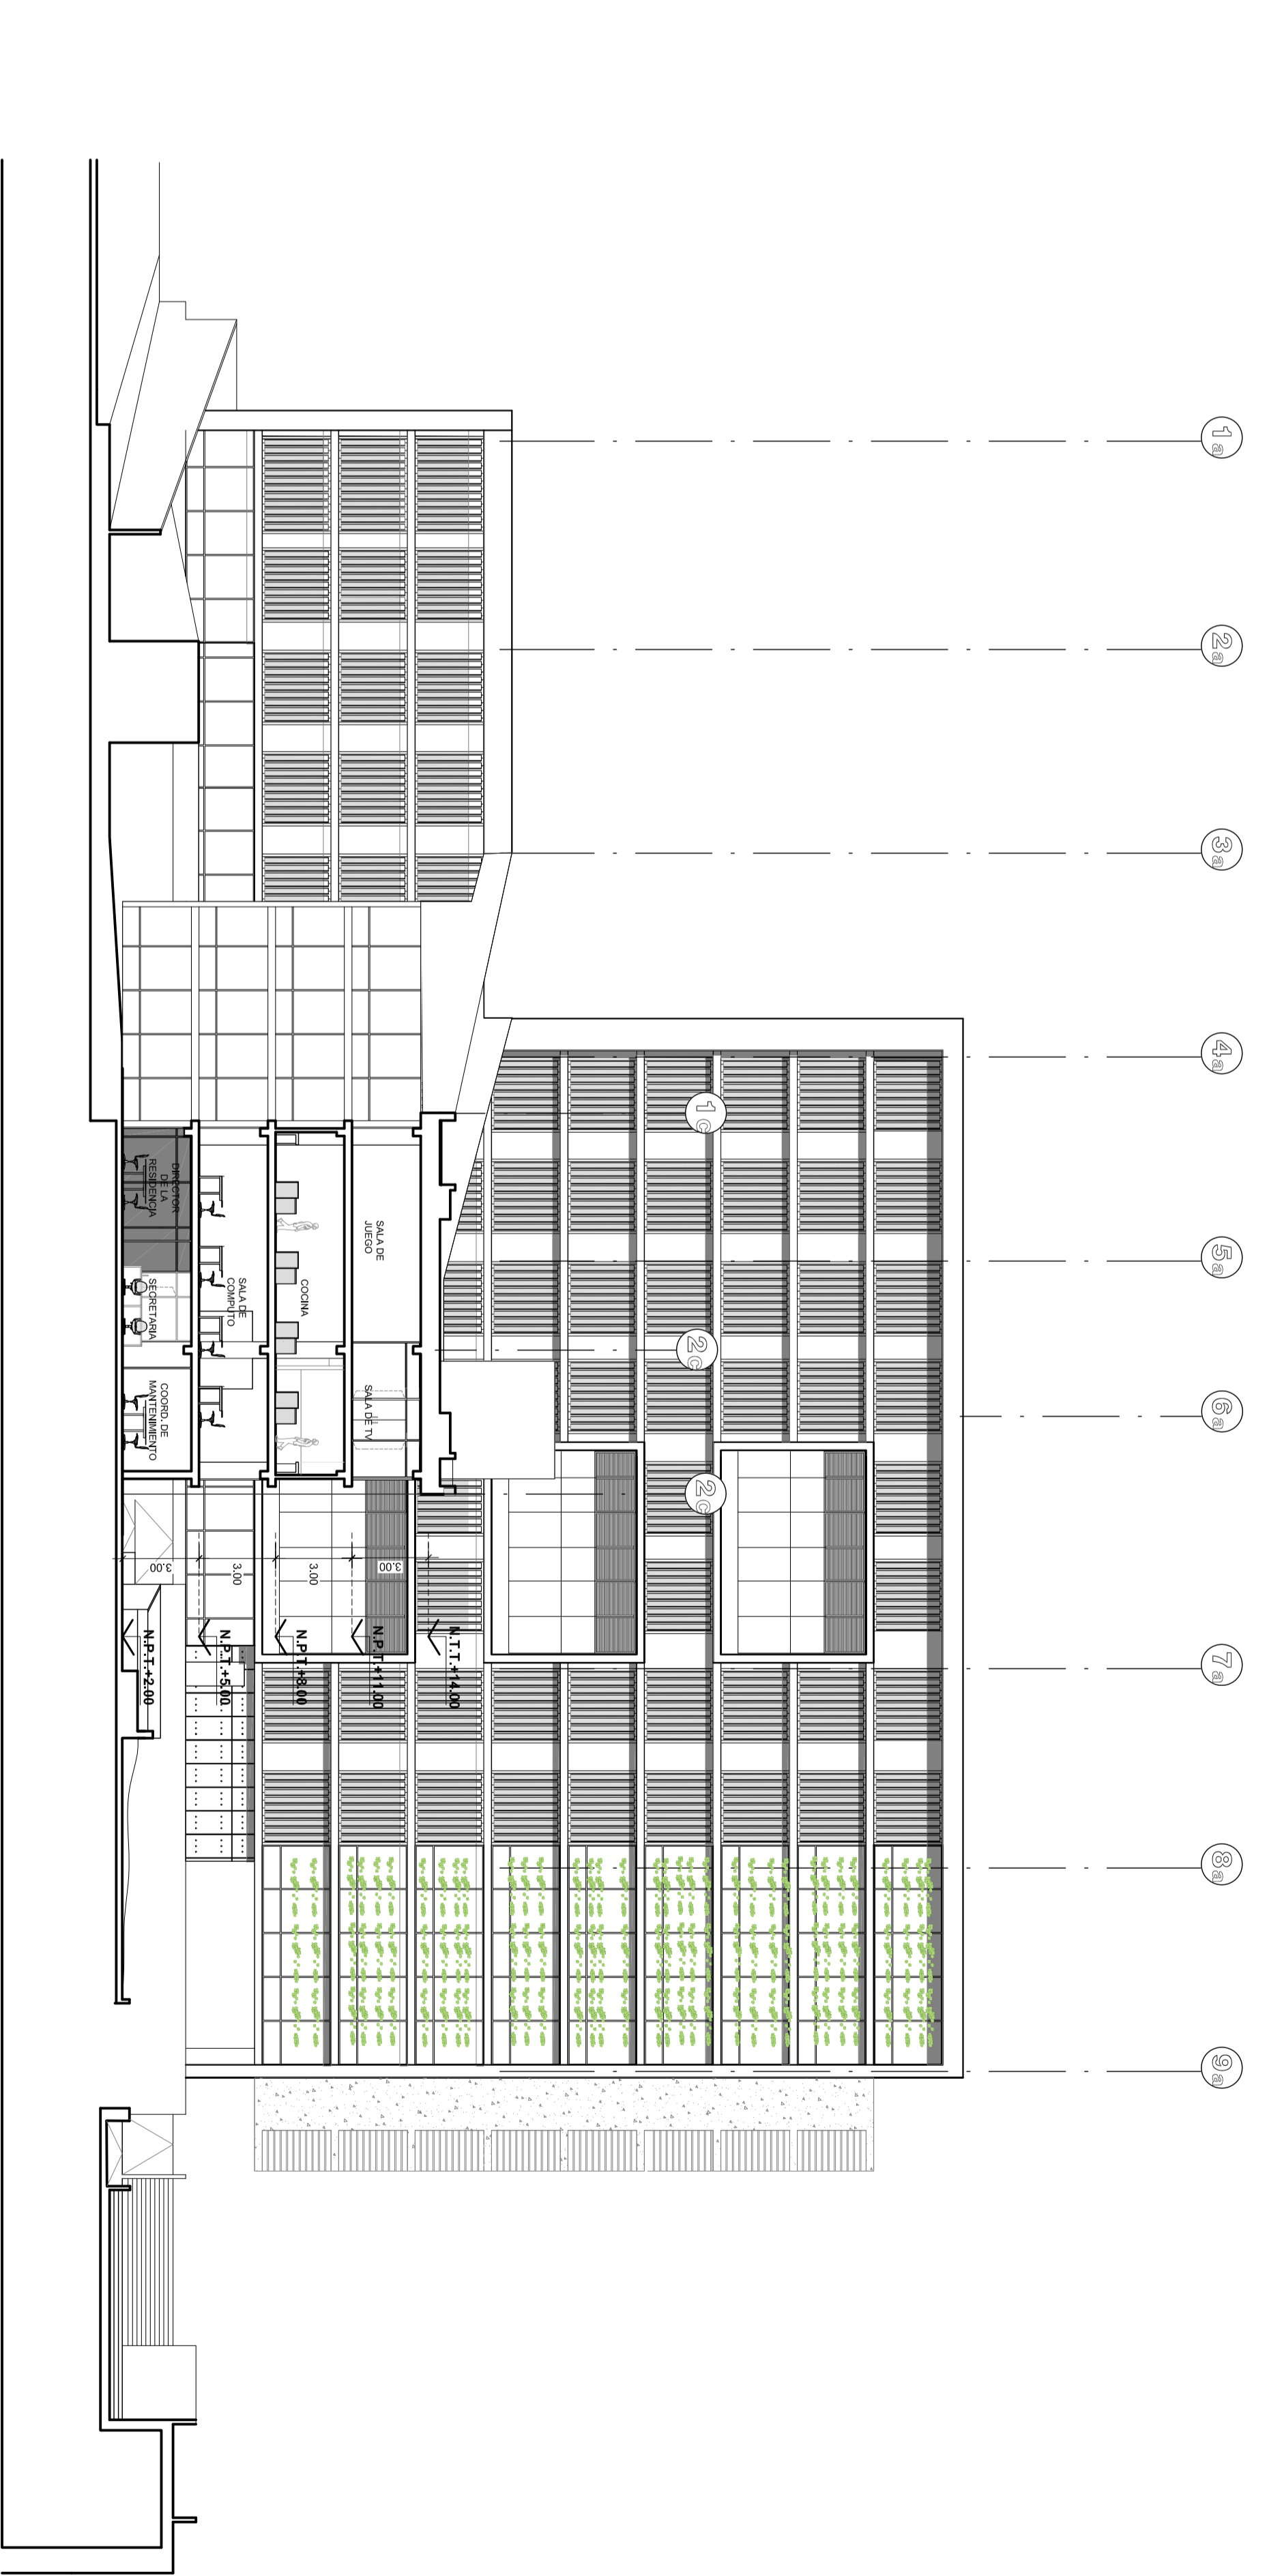 1a
2a
3a
4a
5a
6a
7a
8a
9a
1c
2c
2c
SALA DE
JUEGO
SALA DE TV
COCINA
SALA DE
COMPUTO
DIRECTOR
DE LA
RESIDENCIA
SECRETARIA
COORD. DE
MANTENIMIENTO
3.00
3.00
3.00
3.00
N.T.T.+14.00
N.P.T.+11.00
N.P.T.+8.00
N.P.T.+5.00
N.P.T.+2.00